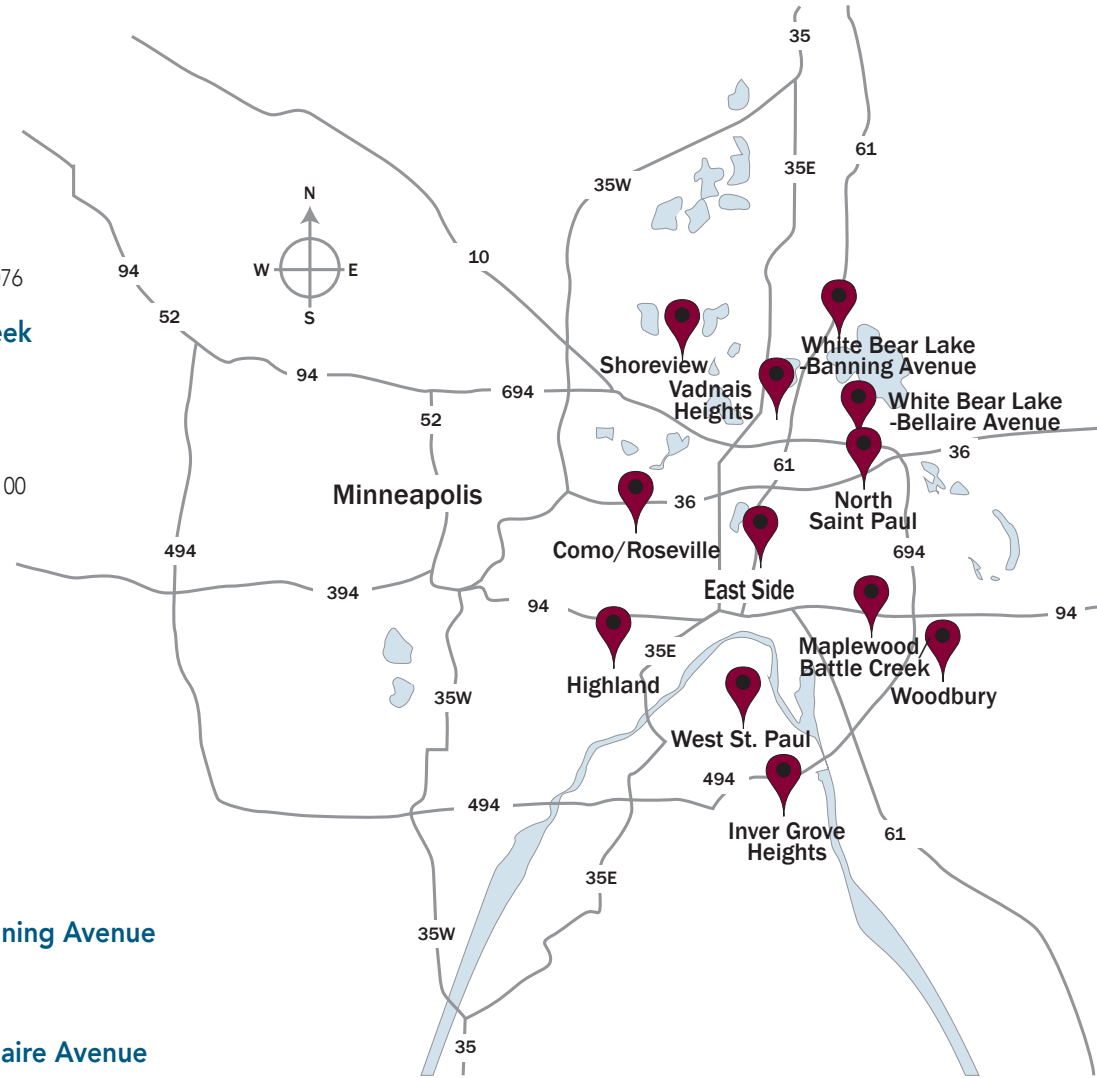 35
61
35E
35W
N
10
W
E
94
S
76
52
eek
White Bear Lake
-Banning Avenue
Shoreview
94
Vadnais
Heights
694
White Bear Lake
-Bellaire Avenue
52
36
61
00
Minneapolis
36
North
Saint Paul
Como/Roseville
494
694
East Side
394
94
94
Maplewood/
Battle Creek
35E
Highland
Woodbury
35W
West St. Paul
494
494
Inver Grove
Heights
61
35E
ning Avenue
35W
35
aire Avenue